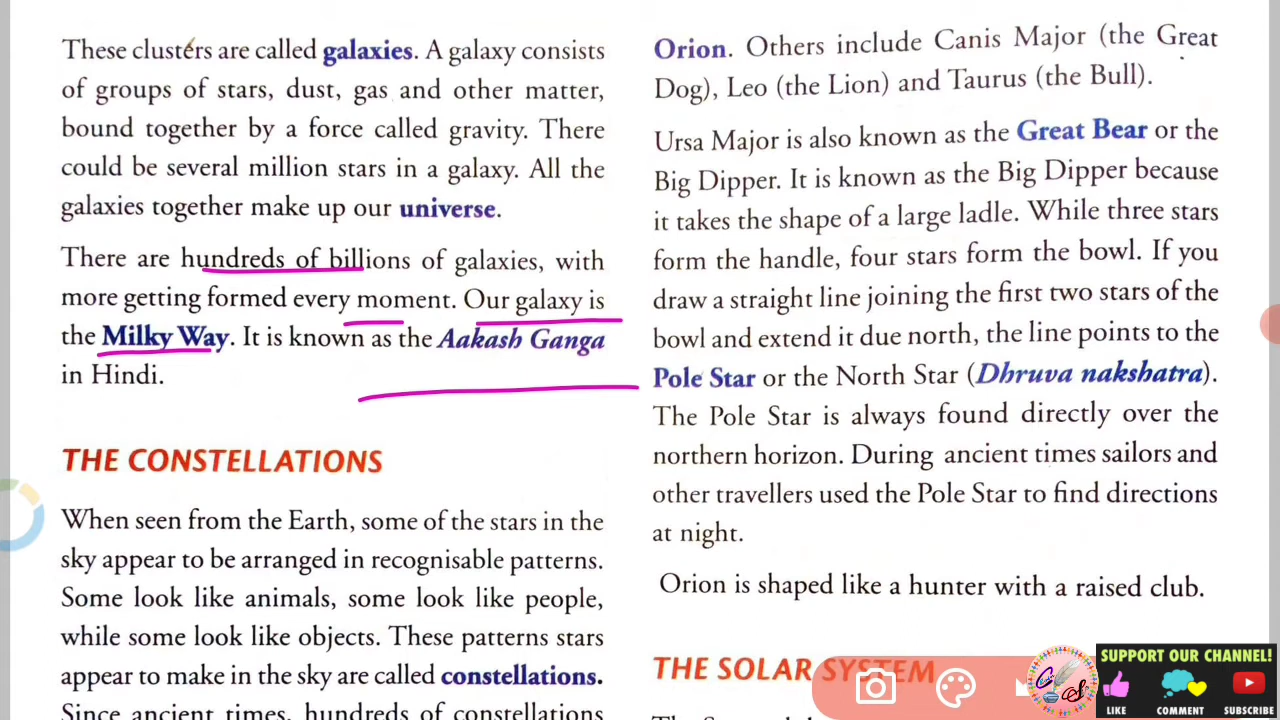 These clusters are called galaxies. A galaxy consists
of groups of stars, dust, gas and other matter,
bound together by a force called gravity. There
could be several million stars in a galaxy. All the
galaxies together make up our universe.
There are hundreds of billions of galaxies, with
more getting formed every moment. Our galaxy is
the Milky Way. It is known as the Aakash Ganga
in Hindi.
THE CONSTELLATIONS
When seen from the Earth, some of the stars in the
sky appear to be arranged in recognisable patterns.
Some look like animals, some look like people,
while some look like objects. These patterns stars
appear to make in the sky are called constellations.
Since ancient times, hundreds of constellations
Orion. Others include Canis Major (the Great
Dog), Leo (the Lion) and Taurus (the Bull).
Ursa Major is also known as the Great Bear or the
Big Dipper. It is known as the Big Dipper because
it takes the shape of a large ladle. While three stars
form the handle, four stars form the bowl. If you
draw a straight line joining the first two stars of the
bowl and extend it due north, the line points to the
Pole Star or the North Star (Dhruva nakshatra).
The Pole Star is always found directly over the
northern horizon. During ancient times sailors and
other travellers used the Pole Star to find directions
at night.
Orion is shaped like a hunter with a raised club.
THE SOLAR SYSTEM
SUPPORT OUR CHANNEL!
LIKE COMMENT SUBSCRIBE